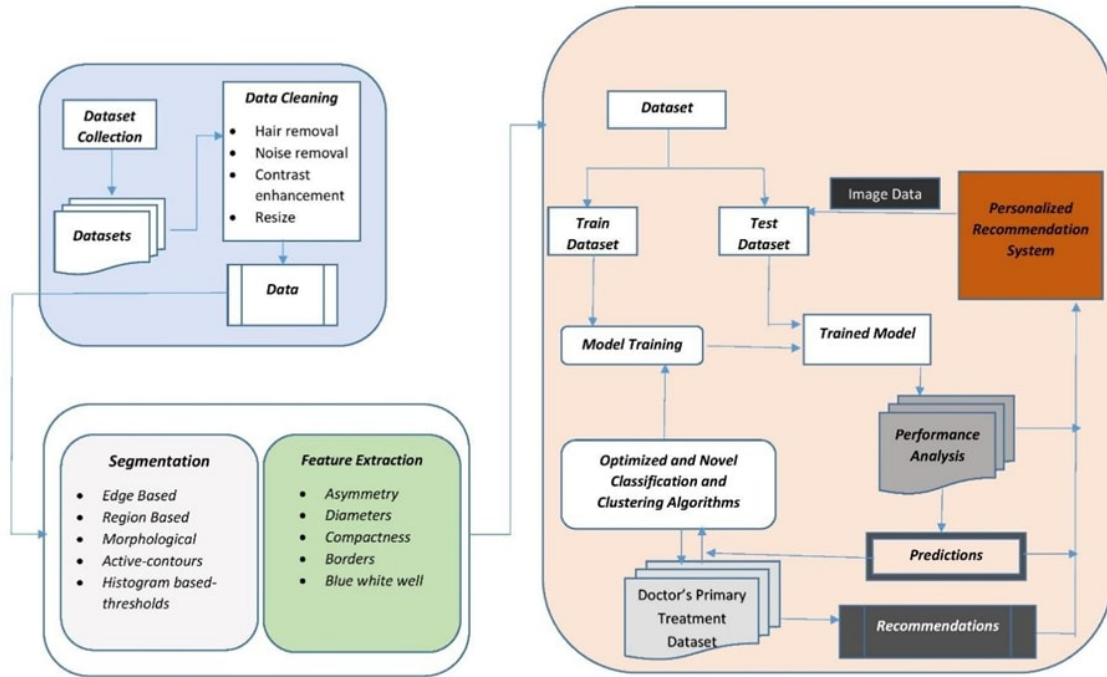 Dataset
Collection
Datasets
Data Cleaning
• Hair removal
• Noise removal
• Contrast
enhancement
• Resize
Data
Segmentation
• Edge Based
• Region Based
• Morphological
• Active-contours
• Histogram based-
thresholds
Feature Extraction
• Asymmetry
• Diameters
• Compactness
• Borders
• Blue white well
Dataset
Train
Dataset
Test
Dataset
Image Data
Personalized
Recommendation
System
Model Training
Trained Model
Performance
Analysis
Optimized and Novel
Classification and
Clustering Algorithms
Predictions
Doctor's Primary
Treatment
Dataset
Recommendations